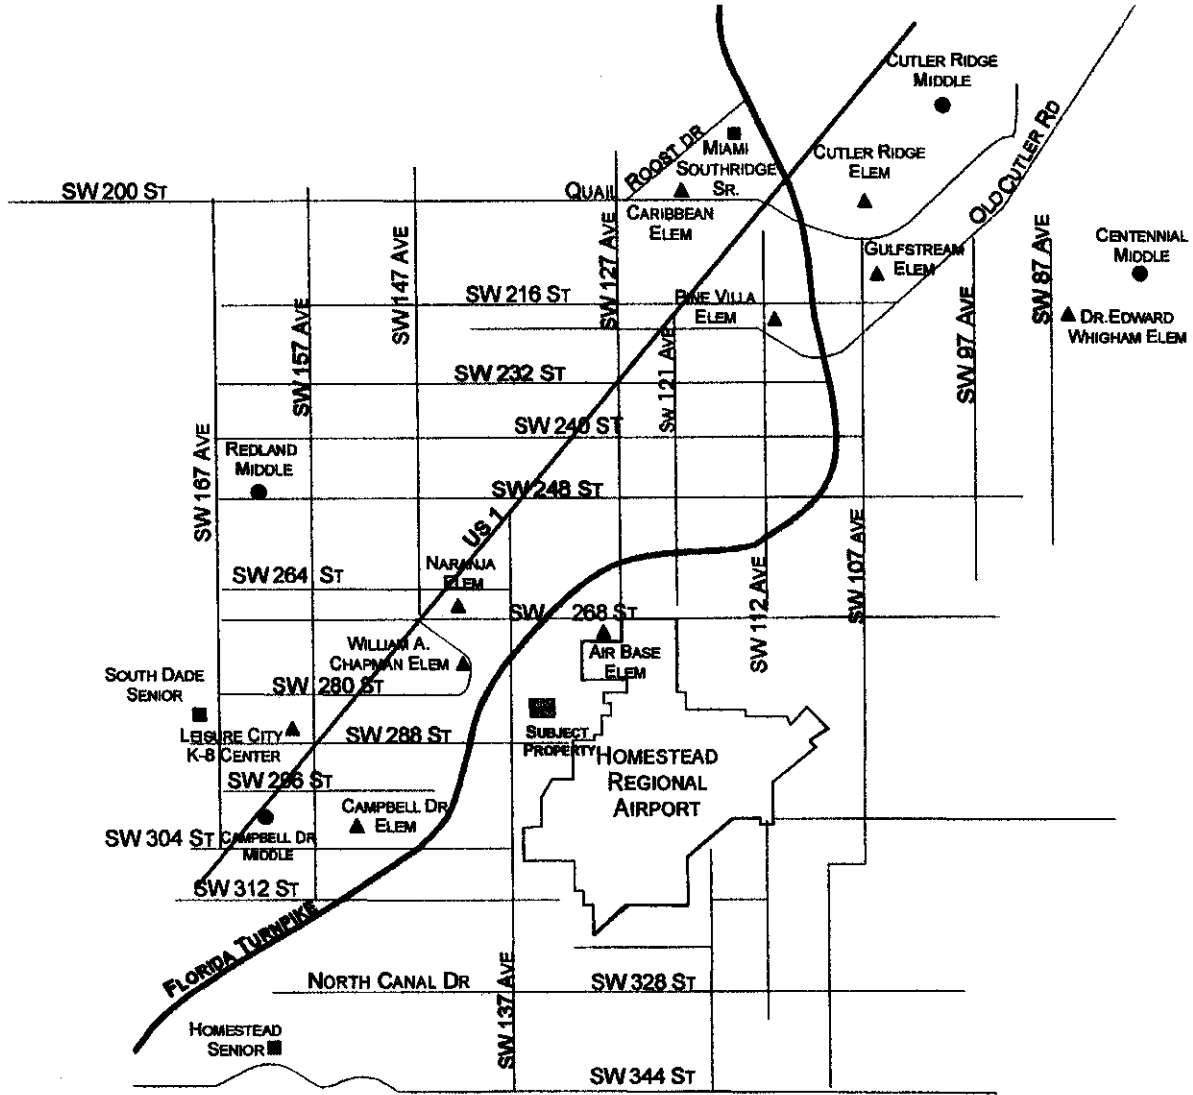 CUTLER RIDGE
MIDDLE
OLD CUTLER RD
ROOST DR
MIAMI
SOUTHRIDGE
SR.
CUTLER RIDGE
ELEM
SW 200 ST
QUAIL
CARIBBEAN
ELEM
GULFSTREAM
ELEM
CENTENNIAL
MIDDLE
SW 147 AVE
SW 127 AVE
SW 87 AVE
SW 216 ST
PINE VILLA
ELEM
DR. EDWARD
WHIGHAM ELEM
SW 157 AVE
SW 121 AVE
SW 97 AVE
SW 232 ST
SW 240 ST
REDLAND
MIDDLE
SW 167 AVE
SW 248 ST
US 1
NARANJA
ELEM
SW 264 ST
SW 112 AVE
SW 107 AVE
SW 268 ST
WILLIAM A.
CHAPMAN ELEM
AIR BASE
ELEM
SOUTH DADE
SENIOR
SW 280 ST
LEISURE CITY
K-8 CENTER
SW 288 ST
SUBJECT
PROPERTY
HOMESTEAD
REGIONAL
AIRPORT
SW 296 ST
CAMPBELL DR
ELEM
SW 304 ST
CAMPBELL DR
MIDDLE
SW 312 ST
FLORIDA TURNPIKE
NORTH CANAL DR
SW 137 AVE
SW 328 ST
HOMESTEAD
SENIOR
SW 344 ST